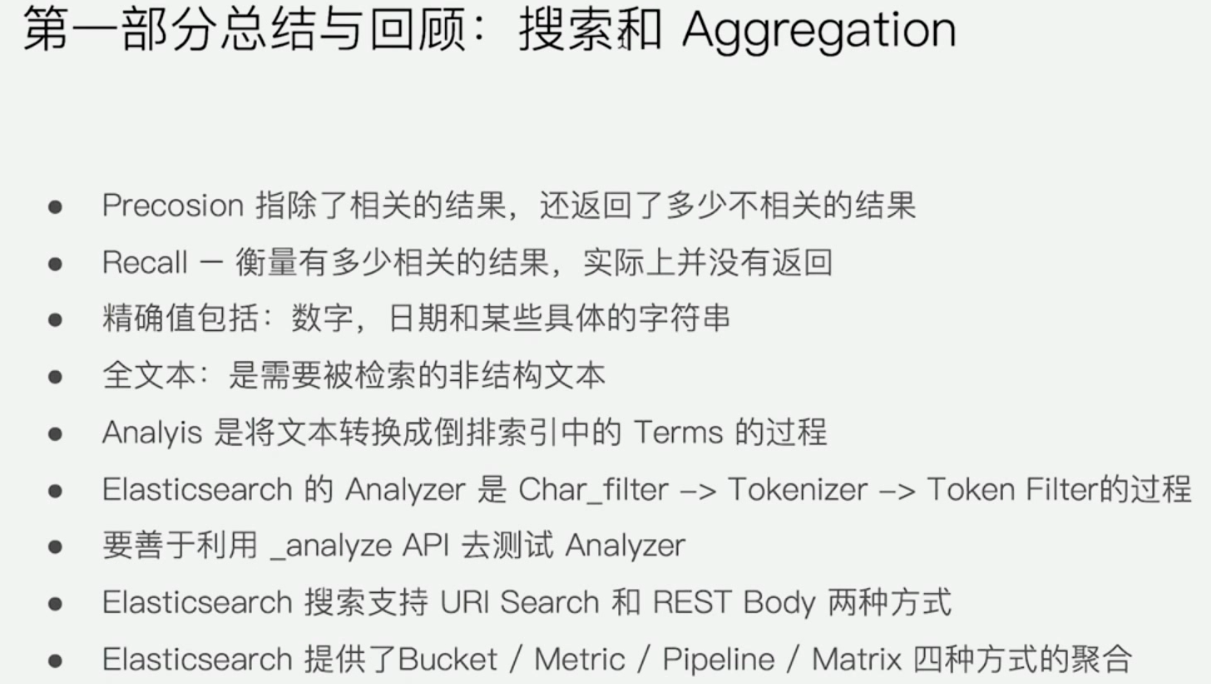 第一部分总结与回顾：搜索和 Aggregation
● Precosion 指除了相关的结果，还返回了多少不相关的结果
● Recall — 衡量有多少相关的结果，实际上并没有返回
● 精确值包括：数字，日期和某些具体的字符串
● 全文本：是需要被检索的非结构文本
● Analyis 是将文本转换成倒排索引中的 Terms 的过程
● Elasticsearch 的 Analyzer 是 Char_filter –> Tokenizer –> Token Filter的过程
● 要善于利用 _analyze API 去测试 Analyzer
● Elasticsearch 搜索支持 URI Search 和 REST Body 两种方式
● Elasticsearch 提供了Bucket / Metric / Pipeline / Matrix 四种方式的聚合